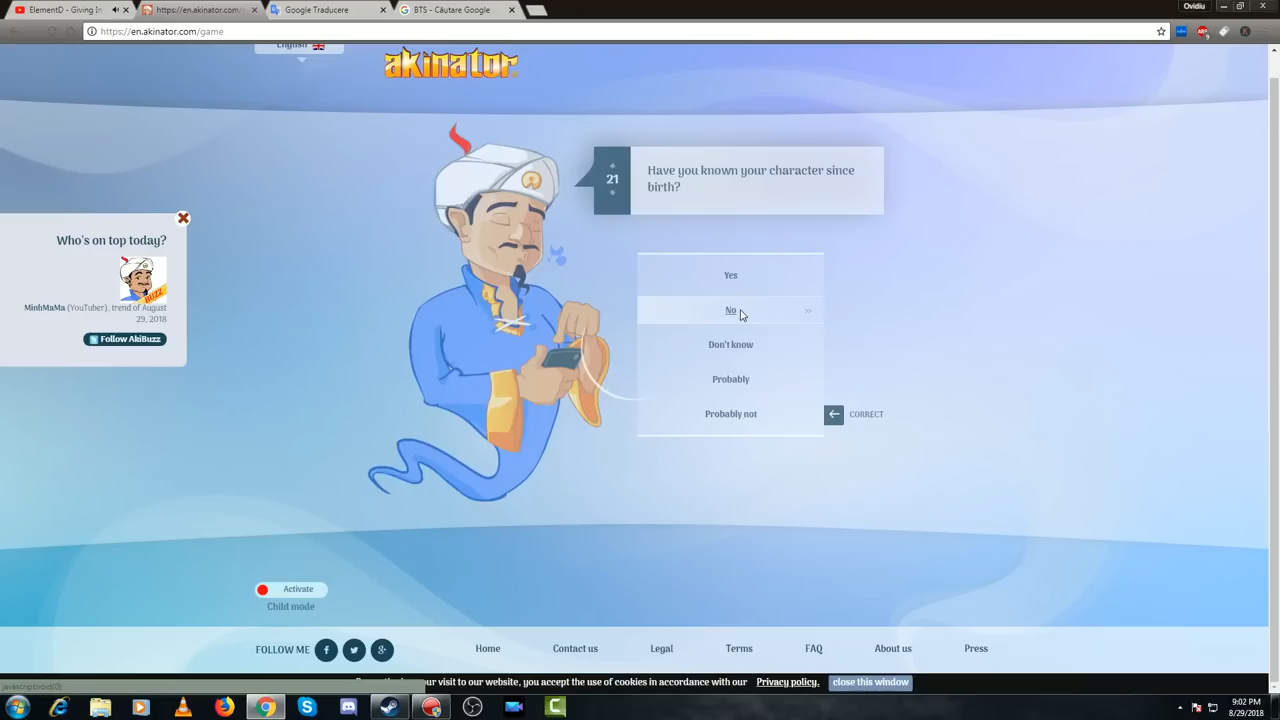 ElementD - Giving In
https://en.akinator.com/
Google Traducere
BTS - Căutare Google
Ovidiu
https://en.akinator.com/game
English
akinator
21
Have you known your character since
birth?
Who's on top today?
BUZZ
MinhMaMa (YouTuber), trend of August
29, 2018
Follow AkiBuzz
Yes
No
Don't know
Probably
Probably not
CORRECT
Activate
Child mode
FOLLOW ME
Home
Contact us
Legal
Terms
FAQ
About us
Press
javascript:void(0)
our visit to our website, you accept the use of cookies in accordance with our Privacy policy. close this window
9:02 PM
8/29/2018